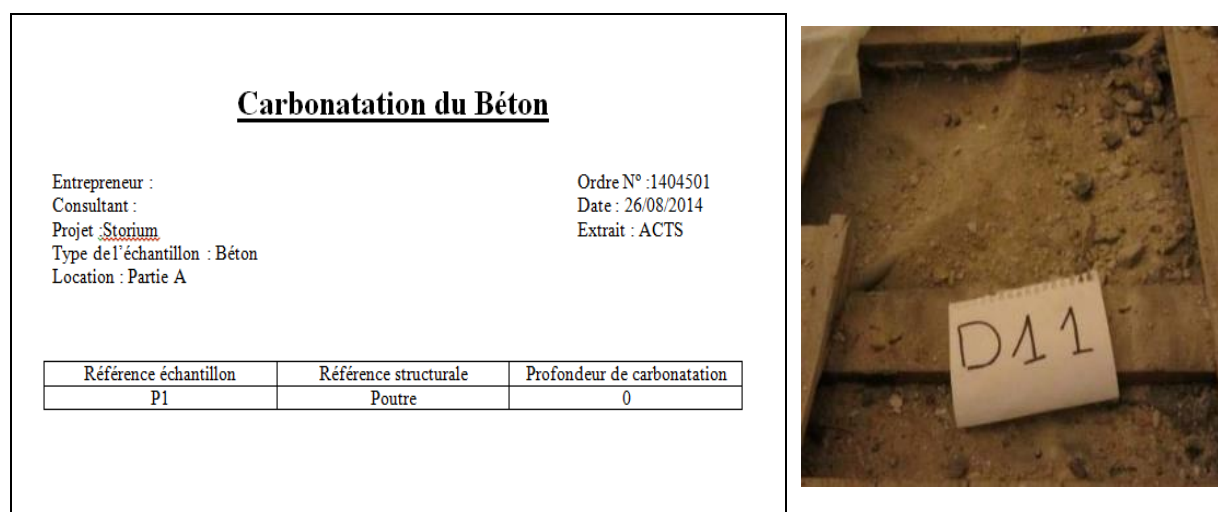 Carbonatation du Béton
Entrepreneur :
Consultant :
Projet :Storium
Type de l'échantillon : Béton
Location : Partie A
Ordre N° :1404501
Date : 26/08/2014
Extrait : ACTS
Référence échantillon Référence structurale Profondeur de carbonatation
P1 Poutre 0
D11